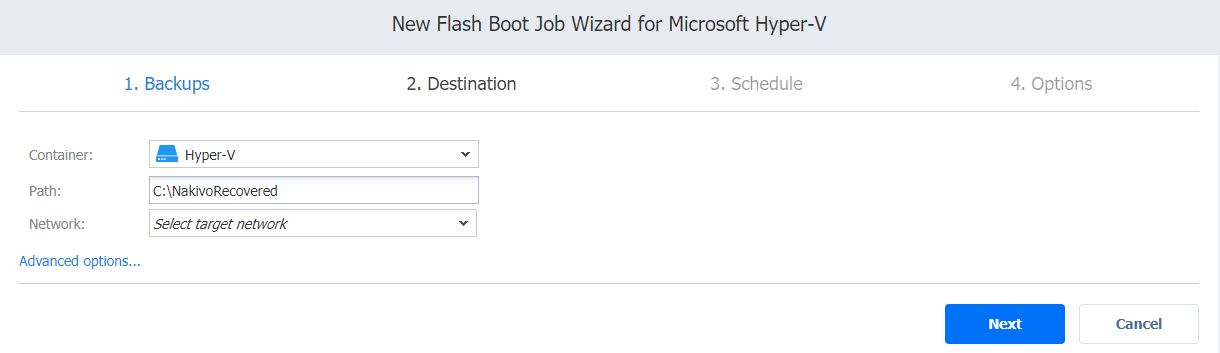 New Flash Boot Job Wizard for Microsoft Hyper-V
1. Backups 2. Destination 3. Schedule 4. Options
Container: Hyper-V
Path: C:\NakivoRecovered
Network: Select target network
Advanced options...
Next Cancel